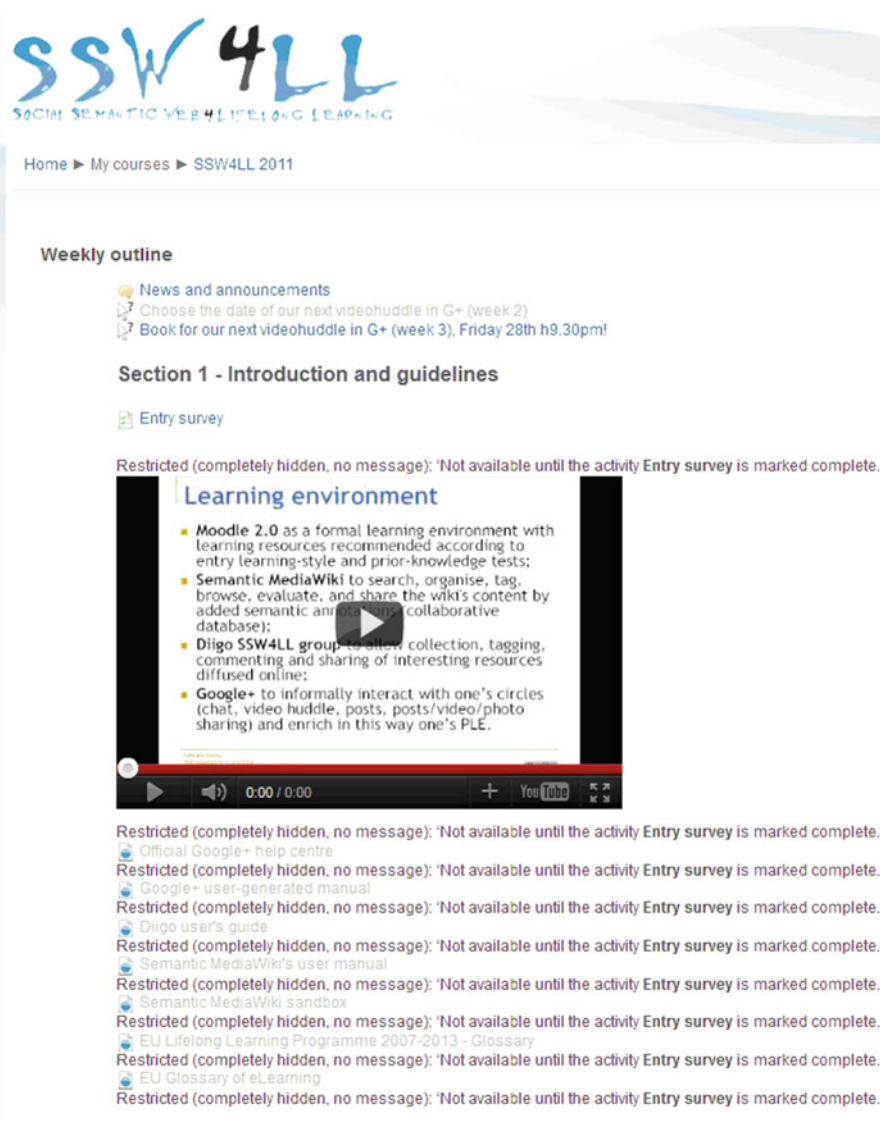 SSW4LL
SOCIAL SEMANTIC WEB 4 LIFELONG LEARNING
Home ► My courses ► SSW4LL 2011
Weekly outline
News and announcements
Choose the date of our next videohuddle in G+ (week 2)
Book for our next videohuddle in G+ (week 3), Friday 28th h9.30pm!
Section 1 - Introduction and guidelines
Entry survey
Restricted (completely hidden, no message): 'Not available until the activity Entry survey is marked complete.
Learning environment
Moodle 2.0 as a formal learning environment with
learning resources recommended according to
entry learning-style and prior-knowledge tests;
Semantic MediaWiki to search, organise, tag,
browse, evaluate, and share the wiki's content by
added semantic annotations (collaborative
database);
Diigo SSW4LL group to allow collection, tagging,
commenting and sharing of interesting resources
diffused online;
Google+ to informally interact with one's circles
(chat, video huddle, posts, posts/video/photo
sharing) and enrich in this way one's PLE.
0:00 / 0:00
YouTube
Restricted (completely hidden, no message): 'Not available until the activity Entry survey is marked complete.
Official Google+ help centre
Restricted (completely hidden, no message): 'Not available until the activity Entry survey is marked complete.
Google+ user-generated manual
Restricted (completely hidden, no message): 'Not available until the activity Entry survey is marked complete.
Diigo user's guide
Restricted (completely hidden, no message): 'Not available until the activity Entry survey is marked complete.
Semantic MediaWiki's user manual
Restricted (completely hidden, no message): 'Not available until the activity Entry survey is marked complete.
Semantic MediaWiki sandbox
Restricted (completely hidden, no message): 'Not available until the activity Entry survey is marked complete.
EU Lifelong Learning Programme 2007-2013 - Glossary
Restricted (completely hidden, no message): 'Not available until the activity Entry survey is marked complete.
EU Glossary of eLearning
Restricted (completely hidden, no message): 'Not available until the activity Entry survey is marked complete.